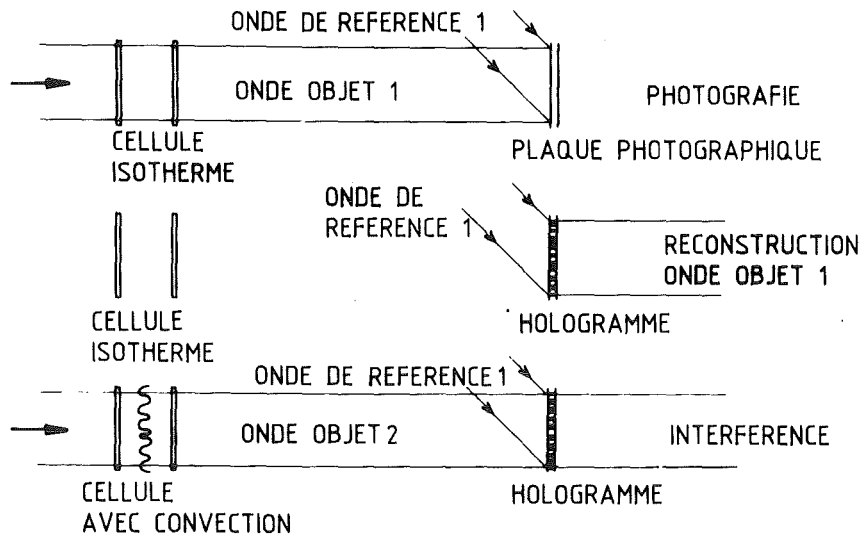 ONDE DE REFERENCE 1
ONDE OBJET 1
PHOTOGRAFIE
CELLULE
ISOTHERME
PLAQUE PHOTOGRAPHIQUE
ONDE DE
REFERENCE 1
RECONSTRUCTION
ONDE OBJET 1
CELLULE
ISOTHERME
HOLOGRAMME
ONDE DE REFERENCE 1
ONDE OBJET 2
INTERFERENCE
CELLULE
AVEC CONVECTION
HOLOGRAMME